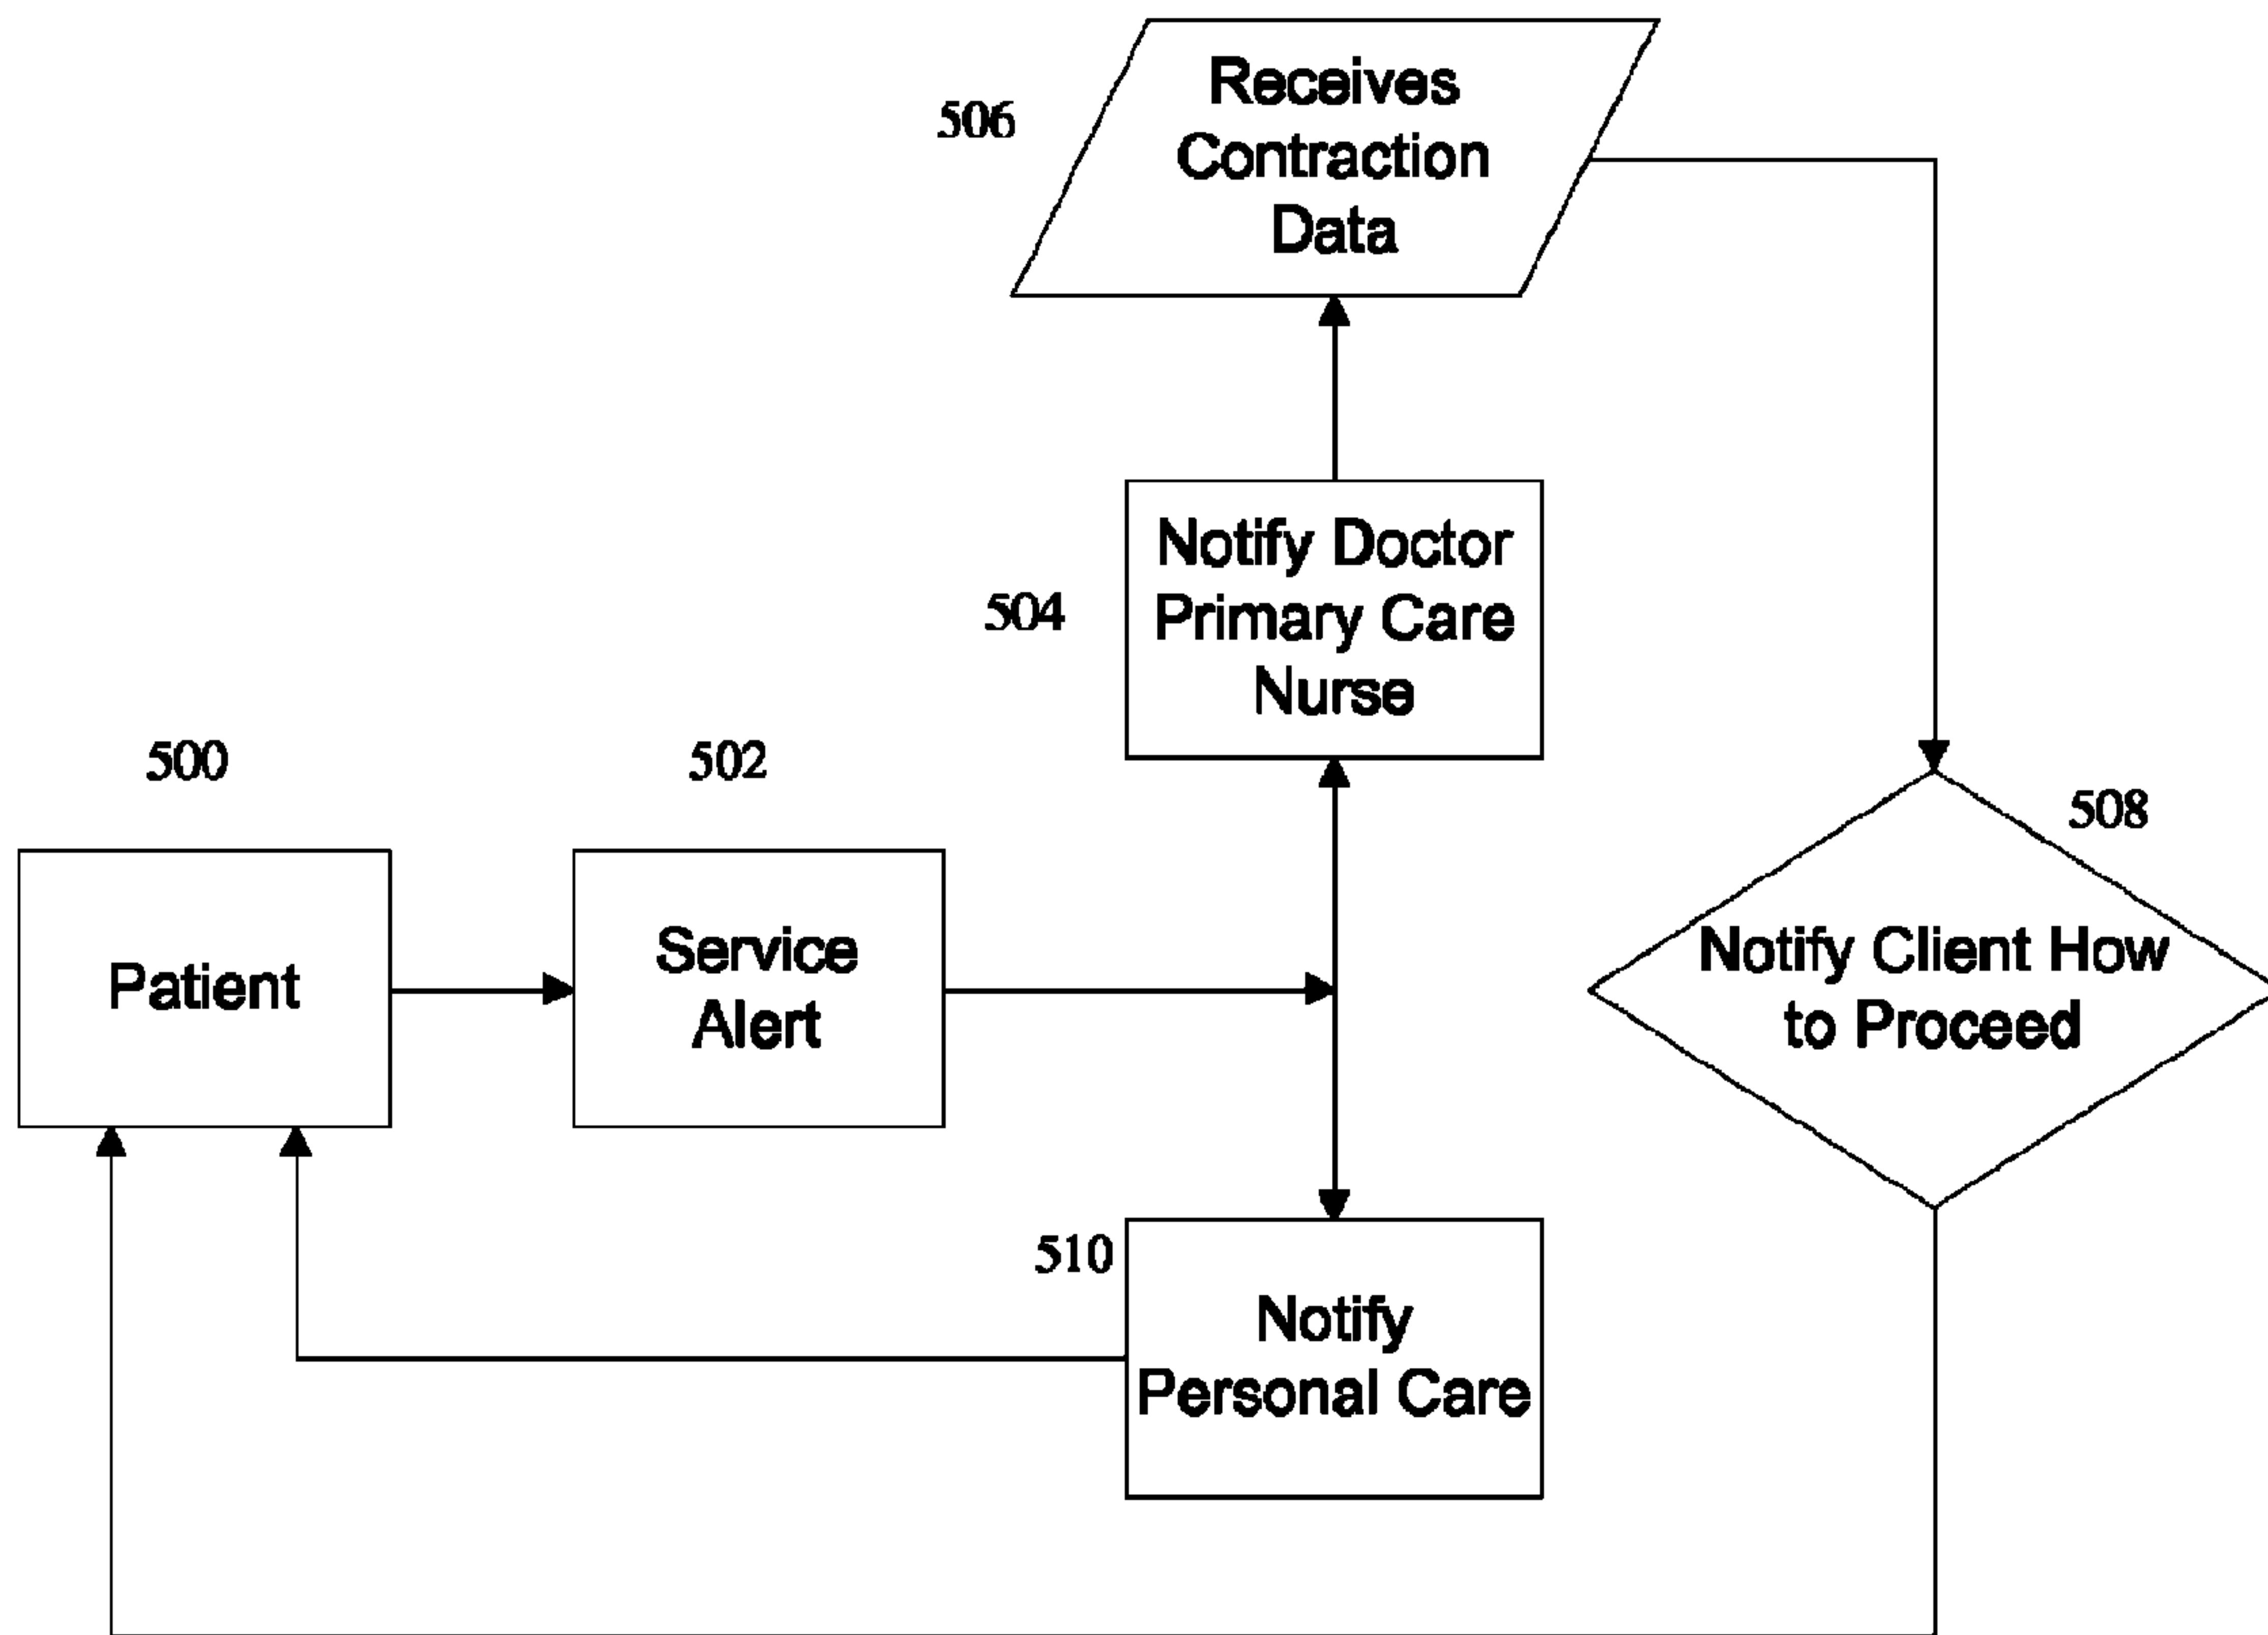 506
Receives
Contraction
Data
504
Notify Doctor
Primary Care
Nurse
500
Patient
502
Service
Alert
508
Notify Client How
to Proceed
510
Notify
Personal Care